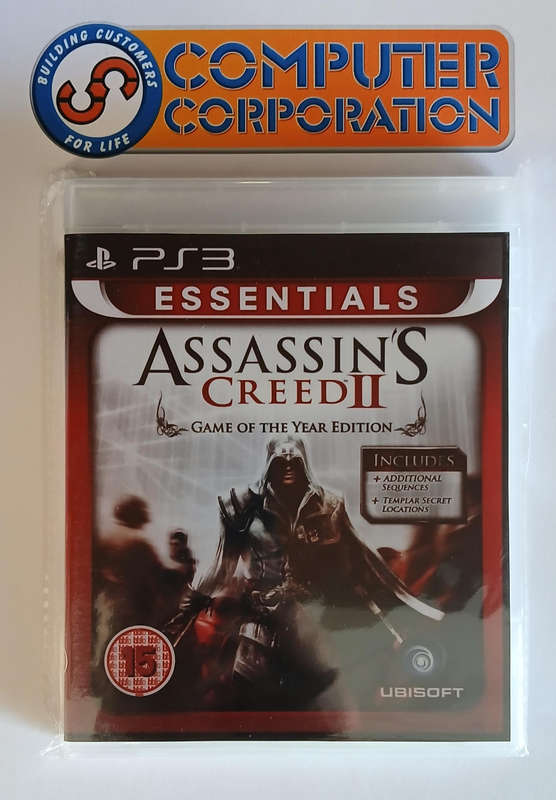 BUILDING CUSTOMERS
FOR LIFE
COMPUTER
CORPORATION
PS3
ESSENTIALS
ASSASSIN'S
CREED II
GAME OF THE YEAR EDITION
INCLUDES
+ ADDITIONAL
SEQUENCES
+ TEMPLAR SECRET
LOCATIONS
15
UBISOFT